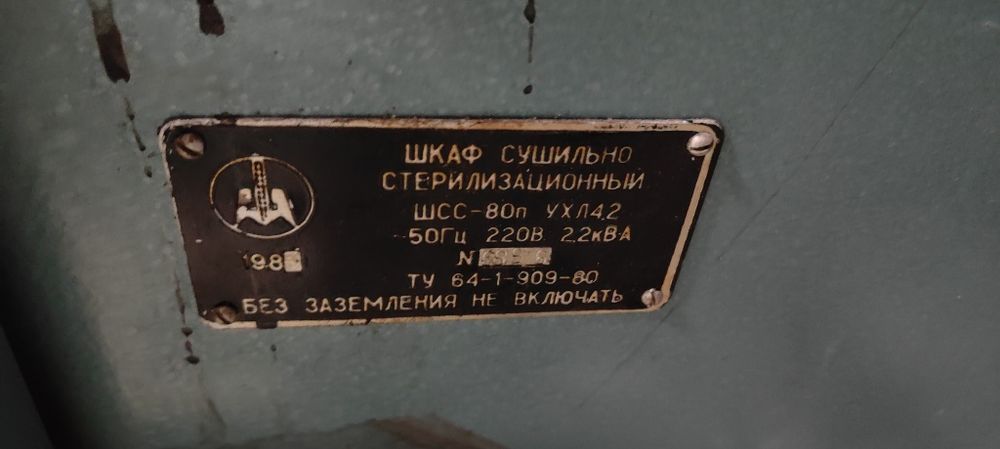 ШКАФ СУШИЛЬНО
СТЕРИЛИЗАЦИОННЫЙ
ШСС-80п УХЛ4.2
50Гц 220В 2.2кВ·А
N
ТУ 64-1-909-80
БЕЗ ЗАЗЕМЛЕНИЯ НЕ ВКЛЮЧАТЬ